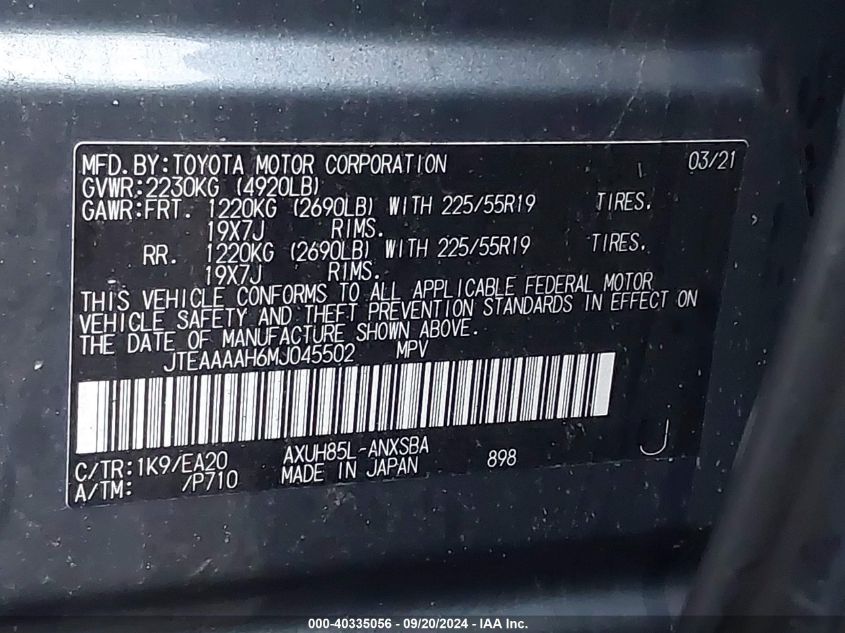 MFD.BY:TOYOTA MOTOR CORPORATION 03/21
GVWR:2230KG (4920LB)
GAWR:FRT. 1220KG (2690LB) WITH 225/55R19 TIRES.
19X7J RIMS.
RR. 1220KG (2690LB) WITH 225/55R19 TIRES.
19X7J RIMS.
THIS VEHICLE CONFORMS TO ALL APPLICABLE FEDERAL MOTOR
VEHICLE SAFETY AND THEFT PREVENTION STANDARDS IN EFFECT ON
THE DATE OF MANUFACTURE SHOWN ABOVE.
JTEAAAAH6MJ045502 MPV
C/TR:1K9/EA20 AXUH85L-ANXSBA 898 J
A/TM: /P710 MADE IN JAPAN
000-40335056 - 09/20/2024 - IAA Inc.